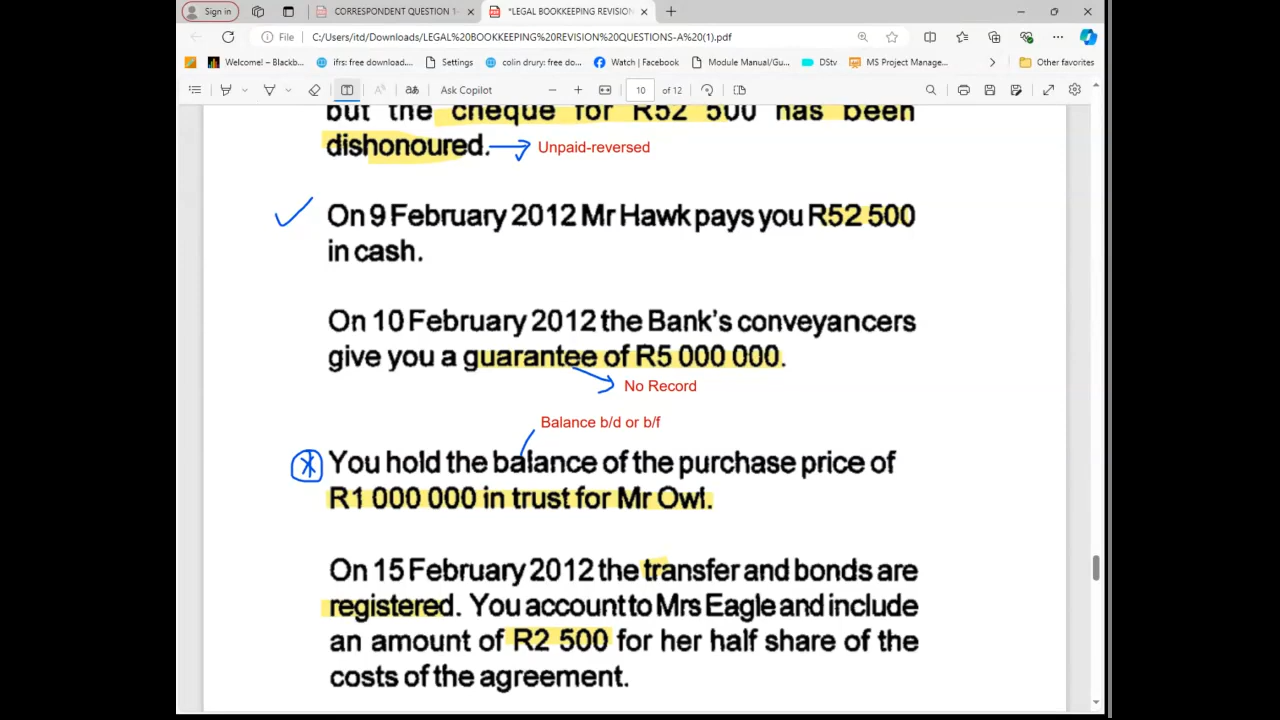 Sign in
CORRESPONDENT QUESTION 1
*LEGAL BOOKKEEPING REVISION
File
C:/Users/itd/Downloads/LEGAL%20BOOKKEEPING%20REVISION%20QUESTIONS-A%20(1).pdf
Welcome! – Blackb...
ifrs: free download....
Settings
colin drury: free do...
Watch | Facebook
Module Manual/Gu...
DStv
MS Project Manage...
Other favorites
Ask Copilot
10 of 12
but the cheque for R52 500 has been
dishonoured.
Unpaid-reversed
On 9 February 2012 Mr Hawk pays you R52 500
in cash.
On 10 February 2012 the Bank's conveyancers
give you a guarantee of R5 000 000.
No Record
Balance b/d or b/f
You hold the balance of the purchase price of
R1 000 000 in trust for Mr Owl.
On 15 February 2012 the transfer and bonds are
registered. You account to Mrs Eagle and include
an amount of R2 500 for her half share of the
costs of the agreement.